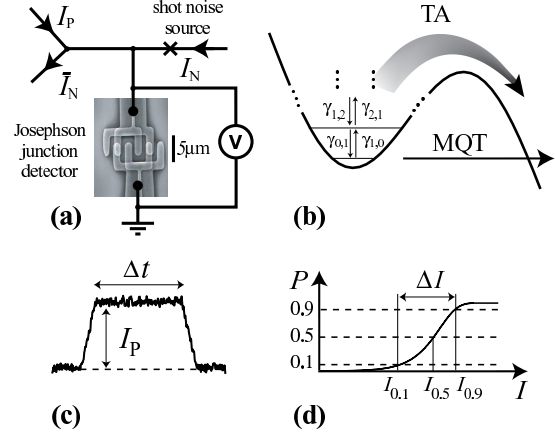 I_P
shot noise
source
Ī_N
I_N
Josephson
junction
detector
5μm
V
(a)
TA
γ_{1,2} γ_{2,1}
γ_{0,1} γ_{1,0}
MQT
(b)
Δt
I_P
(c)
P
ΔI
0.9
0.5
0.1
I_{0.1} I_{0.5} I_{0.9} I
(d)